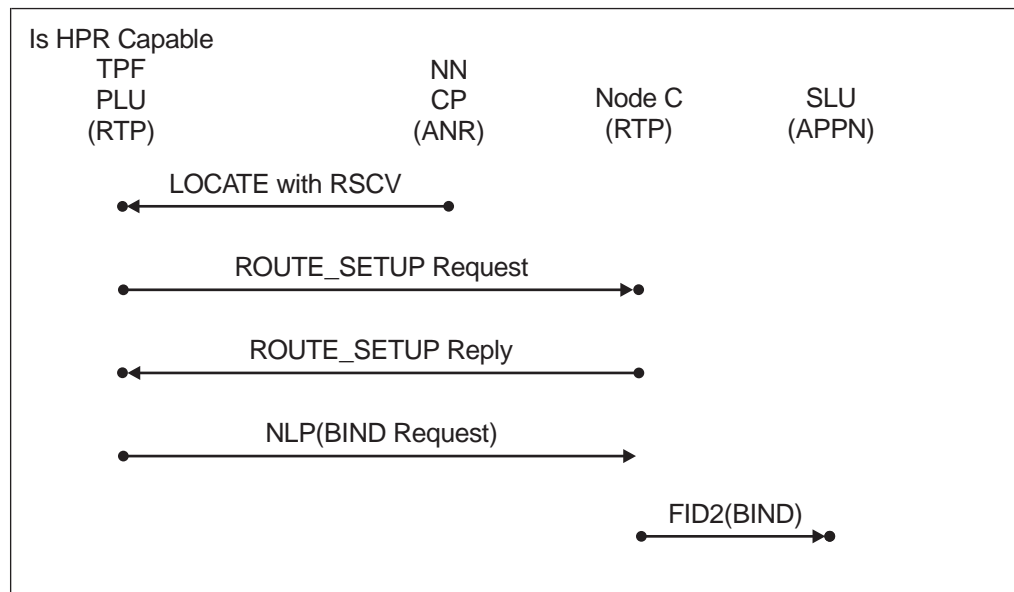 Is HPR Capable
TPF
PLU
(RTP)
NN
CP
(ANR)
Node C
(RTP)
SLU
(APPN)
LOCATE with RSCV
ROUTE_SETUP Request
ROUTE_SETUP Reply
NLP(BIND Request)
FID2(BIND)